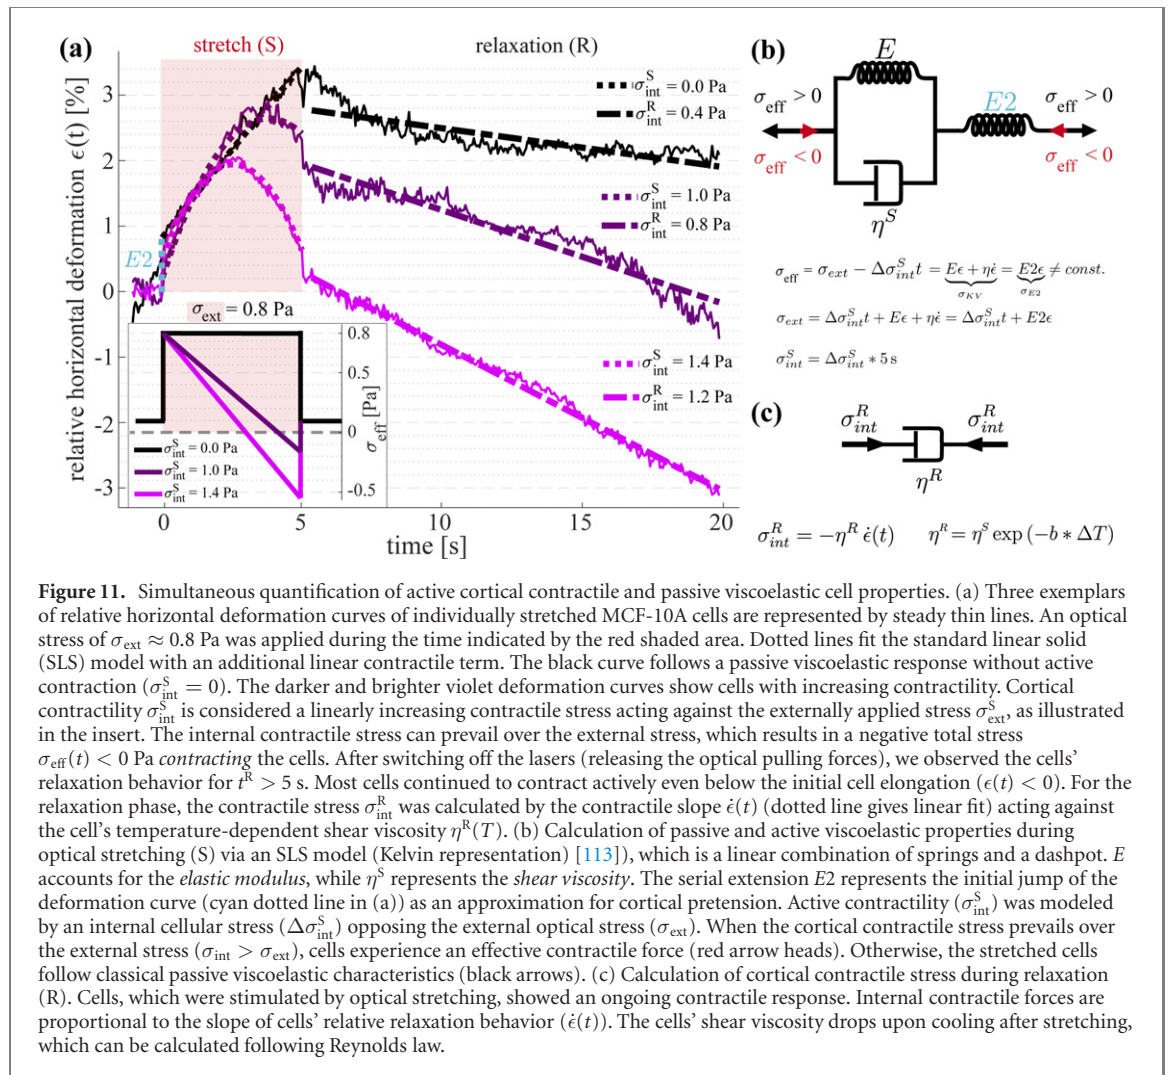 (a)
stretch (S)
relaxation (R)
relative horizontal deformation ϵ(t) [%]
3
2
1
0
-1
-2
-3
E2
σ^S_int = 0.0 Pa
σ^R_int = 0.4 Pa
σ^S_int = 1.0 Pa
σ^R_int = 0.8 Pa
σ^S_int = 1.4 Pa
σ^R_int = 1.2 Pa
σ_ext = 0.8 Pa
0.8
0.5
0
-0.5
σ_eff [Pa]
σ^S_int = 0.0 Pa
σ^S_int = 1.0 Pa
σ^S_int = 1.4 Pa
0 5 10 15 20
time [s]
(b)
E
E2
σ_eff > 0
σ_eff < 0
σ_eff > 0
σ_eff < 0
η^S
σ_eff = σ_ext − Δσ^S_int t = Eϵ + ηϵ̇ = E2ϵ ≠ const.
σ_KV σ_E2
σ_ext = Δσ^S_int t + Eϵ + ηϵ̇ = Δσ^S_int t + E2ϵ
σ^S_int = Δσ^S_int * 5 s
(c)
σ^R_int σ^R_int
η^R
σ^R_int = −η^R ϵ̇(t) η^R = η^S exp (−b * ΔT)
Figure 11. Simultaneous quantification of active cortical contractile and passive viscoelastic cell properties. (a) Three exemplars
of relative horizontal deformation curves of individually stretched MCF-10A cells are represented by steady thin lines. An optical
stress of σ_ext ≈ 0.8 Pa was applied during the time indicated by the red shaded area. Dotted lines fit the standard linear solid
(SLS) model with an additional linear contractile term. The black curve follows a passive viscoelastic response without active
contraction (σ^S_int = 0). The darker and brighter violet deformation curves show cells with increasing contractility. Cortical
contractility σ^S_int is considered a linearly increasing contractile stress acting against the externally applied stress σ^S_ext, as illustrated
in the insert. The internal contractile stress can prevail over the external stress, which results in a negative total stress
σ_eff(t) < 0 Pa contracting the cells. After switching off the lasers (releasing the optical pulling forces), we observed the cells'
relaxation behavior for t^R > 5 s. Most cells continued to contract actively even below the initial cell elongation (ϵ(t) < 0). For the
relaxation phase, the contractile stress σ^R_int was calculated by the contractile slope ϵ̇(t) (dotted line gives linear fit) acting against
the cell's temperature-dependent shear viscosity η^R(T). (b) Calculation of passive and active viscoelastic properties during
optical stretching (S) via an SLS model (Kelvin representation) [113]), which is a linear combination of springs and a dashpot. E
accounts for the elastic modulus, while η^S represents the shear viscosity. The serial extension E2 represents the initial jump of the
deformation curve (cyan dotted line in (a)) as an approximation for cortical pretension. Active contractility (σ^S_int) was modeled
by an internal cellular stress (Δσ^S_int) opposing the external optical stress (σ_ext). When the cortical contractile stress prevails over
the external stress (σ_int > σ_ext), cells experience an effective contractile force (red arrow heads). Otherwise, the stretched cells
follow classical passive viscoelastic characteristics (black arrows). (c) Calculation of cortical contractile stress during relaxation
(R). Cells, which were stimulated by optical stretching, showed an ongoing contractile response. Internal contractile forces are
proportional to the slope of cells' relative relaxation behavior (ϵ̇(t)). The cells' shear viscosity drops upon cooling after stretching,
which can be calculated following Reynolds law.